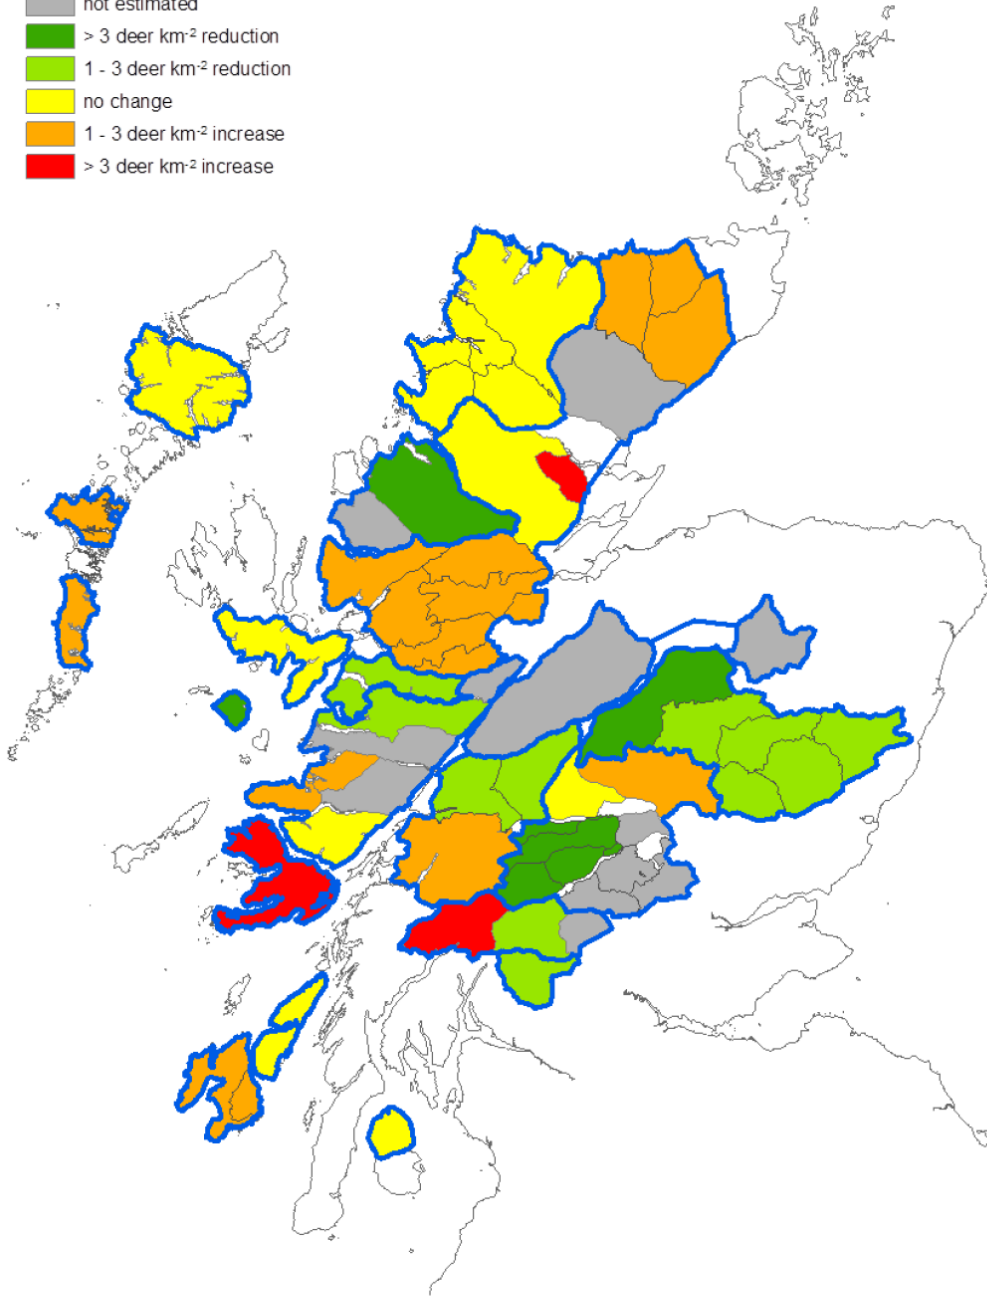 not estimated
> 3 deer km⁻² reduction
1 - 3 deer km⁻² reduction
no change
1 - 3 deer km⁻² increase
> 3 deer km⁻² increase